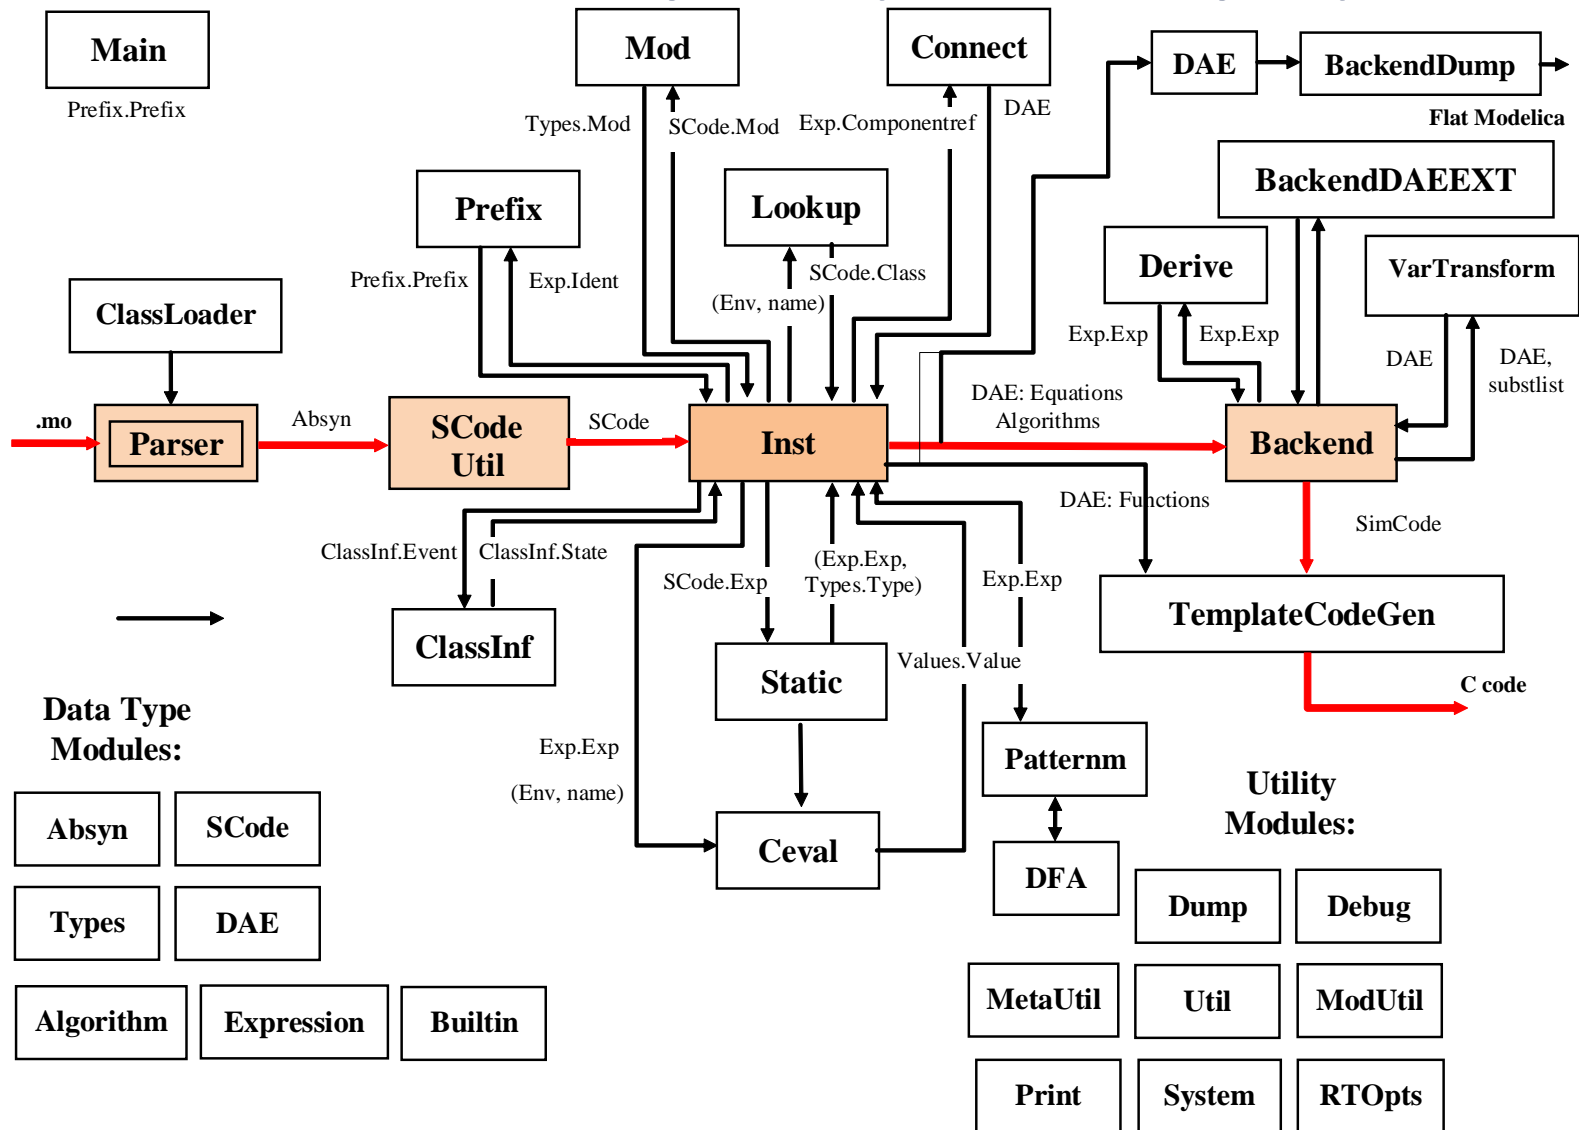 Main
Prefix.Prefix
Mod
Connect
DAE
BackendDump
Flat Modelica
Types.Mod
SCode.Mod
Exp.Componentref
DAE
Prefix
Lookup
BackendDAEEXT
Prefix.Prefix
Exp.Ident
SCode.Class
(Env, name)
Derive
VarTransform
ClassLoader
Exp.Exp
Exp.Exp
DAE
DAE,
substlist
.mo
Parser
Absyn
SCode
Util
SCode
Inst
DAE: Equations
Algorithms
Backend
DAE: Functions
SimCode
ClassInf.Event
ClassInf.State
SCode.Exp
(Exp.Exp,
Types.Type)
Exp.Exp
TemplateCodeGen
ClassInf
Static
Values.Value
C code
Data Type
Modules:
Exp.Exp
(Env, name)
Patternm
Utility
Modules:
Absyn
SCode
Ceval
DFA
Types
DAE
Dump
Debug
Algorithm
Expression
Builtin
MetaUtil
Util
ModUtil
Print
System
RTOpts